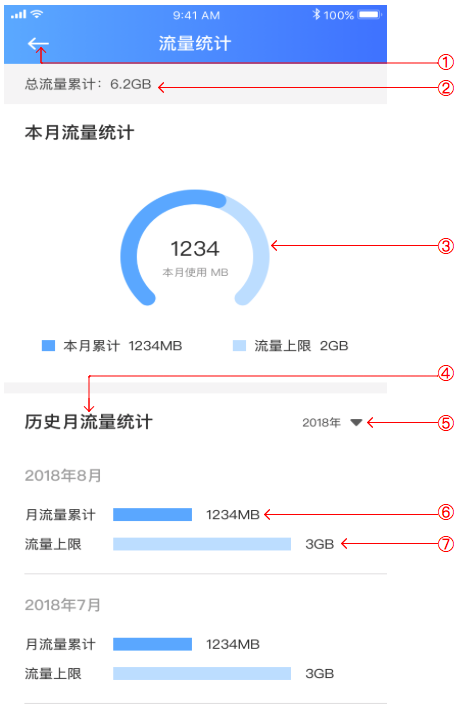 9:41 AM 100%
流量统计
①
总流量累计：6.2GB
②
本月流量统计
1234
③
本月使用 MB
本月累计 1234MB 流量上限 2GB
④
历史月流量统计 2018年
⑤
2018年8月
月流量累计 1234MB
⑥
流量上限 3GB
⑦
2018年7月
月流量累计 1234MB
流量上限 3GB